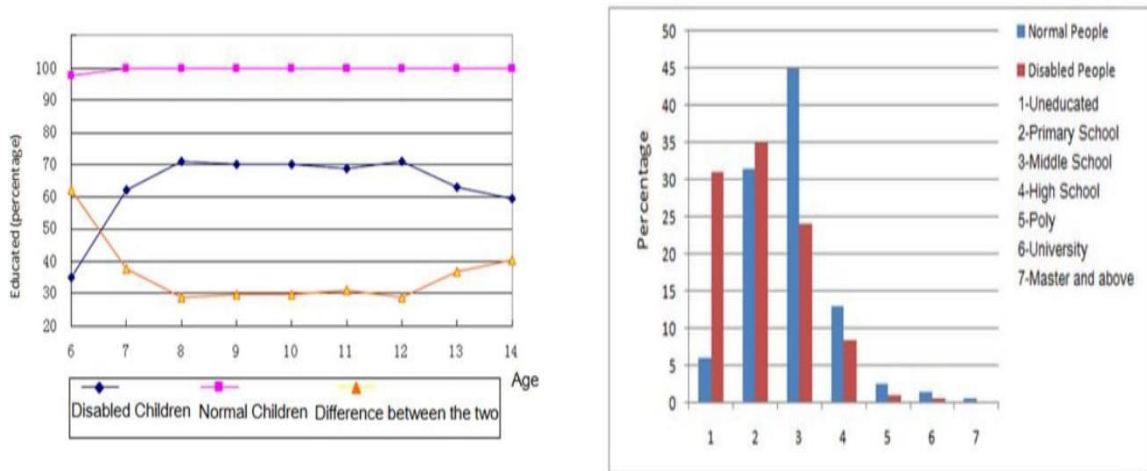 Educated (percentage)
100
90
80
70
60
50
40
30
20
6 7 8 9 10 11 12 13 14
Age
Disabled Children Normal Children Difference between the two
Percentage
50
45
40
35
30
25
20
15
10
5
0
1 2 3 4 5 6 7
Normal People
Disabled People
1-Uneducated
2-Primary School
3-Middle School
4-High School
5-Poly
6-University
7-Master and above